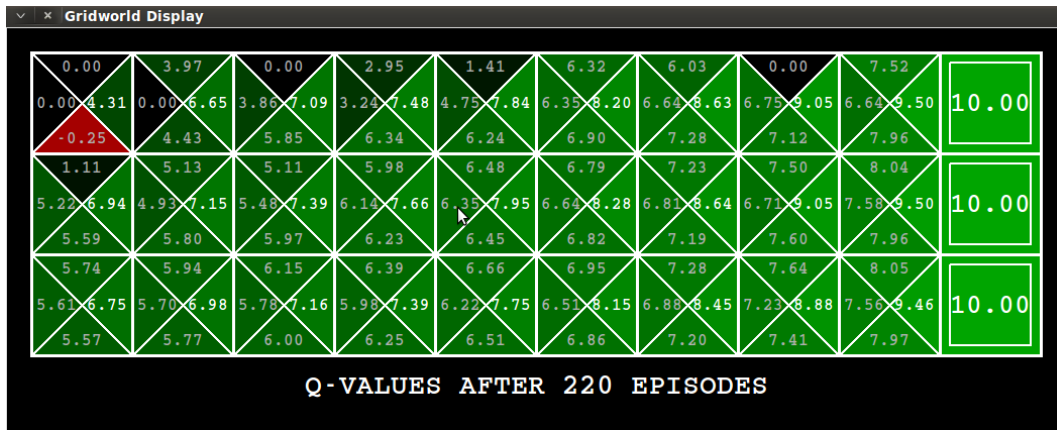 Gridworld Display
0.00 3.97 0.00 2.95 1.41 6.32 6.03 0.00 7.52
0.00 4.31 0.00 6.65 3.86 7.09 3.24 7.48 4.75 7.84 6.35 8.20 6.64 8.63 6.75 9.05 6.64 9.50 10.00
-0.25 4.43 5.85 6.34 6.24 6.90 7.28 7.12 7.96
1.11 5.13 5.11 5.98 6.48 6.79 7.23 7.50 8.04
5.22 6.94 4.93 7.15 5.48 7.39 6.14 7.66 6.35 7.95 6.64 8.28 6.81 8.64 6.71 9.05 7.58 9.50 10.00
5.59 5.80 5.97 6.23 6.45 6.82 7.19 7.60 7.96
5.74 5.94 6.15 6.39 6.66 6.95 7.28 7.64 8.05
5.61 6.75 5.70 6.98 5.78 7.16 5.98 7.39 6.22 7.75 6.51 8.15 6.88 8.45 7.23 8.88 7.56 9.46 10.00
5.57 5.77 6.00 6.25 6.51 6.86 7.20 7.41 7.97
Q-VALUES AFTER 220 EPISODES